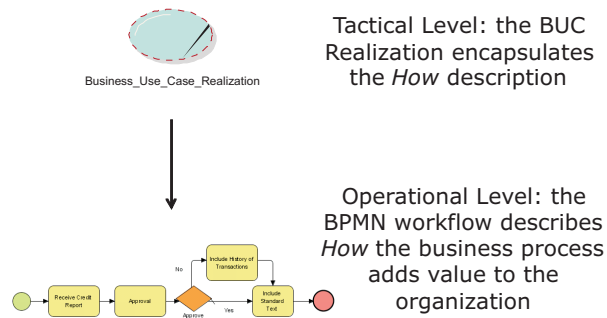 Tactical Level: the BUC
Realization encapsulates
the How description
Business_Use_Case_Realization
Operational Level: the
BPMN workflow describes
How the business process
adds value to the
organization
Include History of
Transactions
No
Receive Credit
Report
Approval
Approve
Yes
Include
Standard
Text